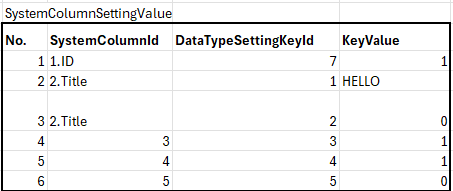 SystemColumnSettingValue
No. SystemColumnId DataTypeSettingKeyId KeyValue
1 1.ID 7 1
2 2.Title 1 HELLO
3 2.Title 2 0
4 3 3 1
5 4 4 1
6 5 5 0